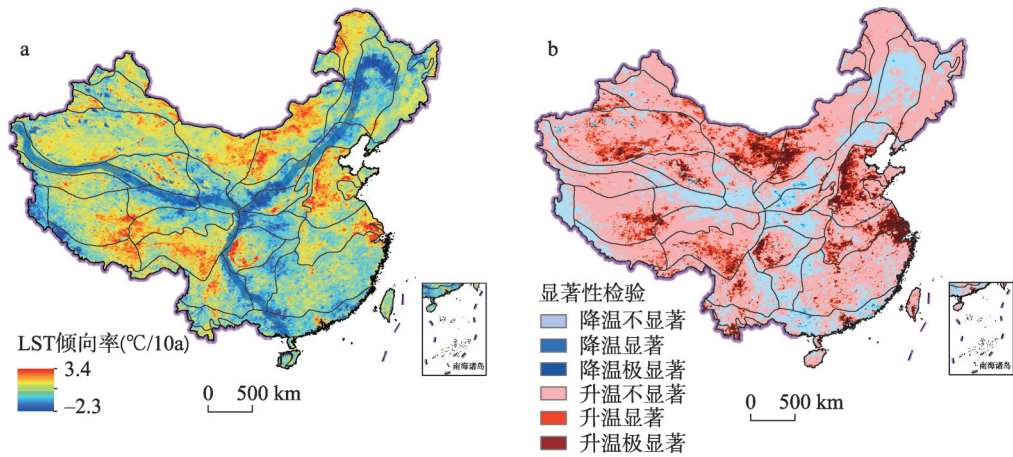 a
LST倾向率(℃/10a)
3.4
−2.3
0 500 km
南海诸岛
b
显著性检验
降温不显著
降温显著
降温极显著
升温不显著
升温显著
升温极显著
0 500 km
南海诸岛